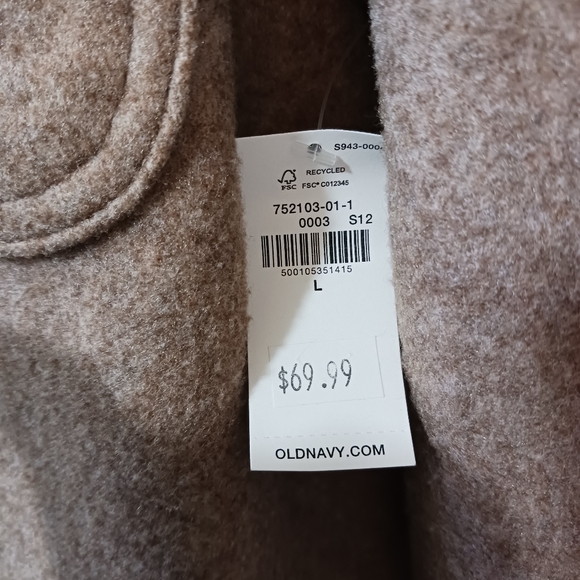 S943-000
RECYCLED
FSC FSC® C012345
752103-01-1
0003 S12
500105351415
L
$69.99
OLDNAVY.COM